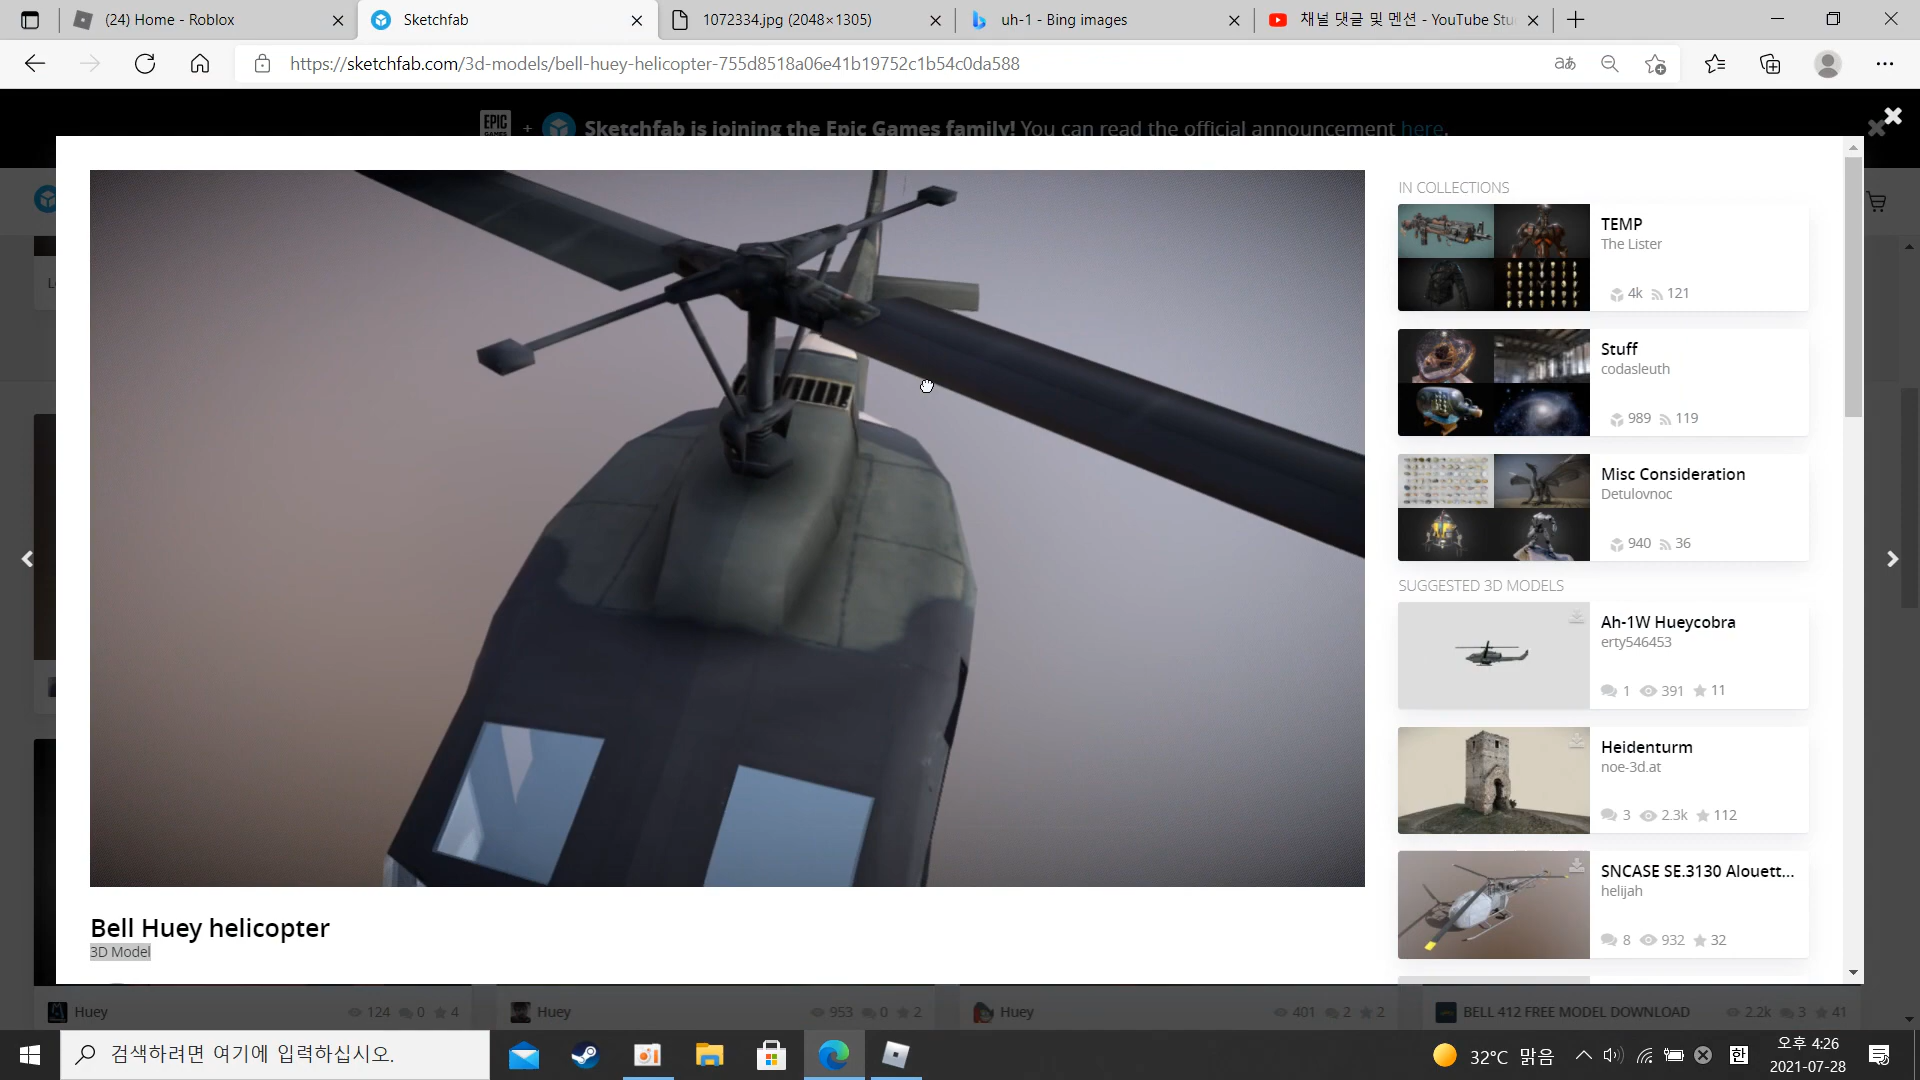 (24) Home - Roblox
Sketchfab
1072334.jpg (2048×1305)
uh-1 - Bing images
채널 댓글 및 멘션 - YouTube Stu
https://sketchfab.com/3d-models/bell-huey-helicopter-755d8518a06e41b19752c1b54c0da588
EPIC
+ Sketchfab is joining the Epic Games family! You can read the official announcement here.
IN COLLECTIONS
TEMP
The Lister
4k 121
Stuff
codasleuth
989 119
Misc Consideration
Detulovnoc
940 36
SUGGESTED 3D MODELS
Ah-1W Hueycobra
erty546453
1 391 11
Heidenturm
noe-3d.at
3 2.3k 112
SNCASE SE.3130 Alouett...
helijah
8 932 32
Bell Huey helicopter
3D Model
Huey 124 0 4
Huey 953 0 2
Huey 401 2 2
BELL 412 FREE MODEL DOWNLOAD 2.2k 3 41
검색하려면 여기에 입력하십시오.
32°C 맑음
한
오후 4:26
2021-07-28